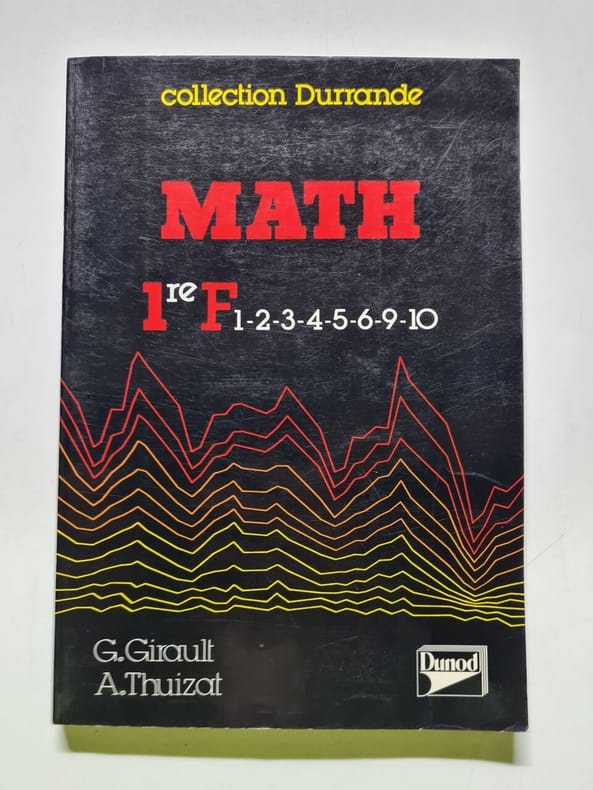 collection Durrande
MATH
1re F1-2-3-4-5-6-9-10
G.Girault
A.Thuizat
Dunod